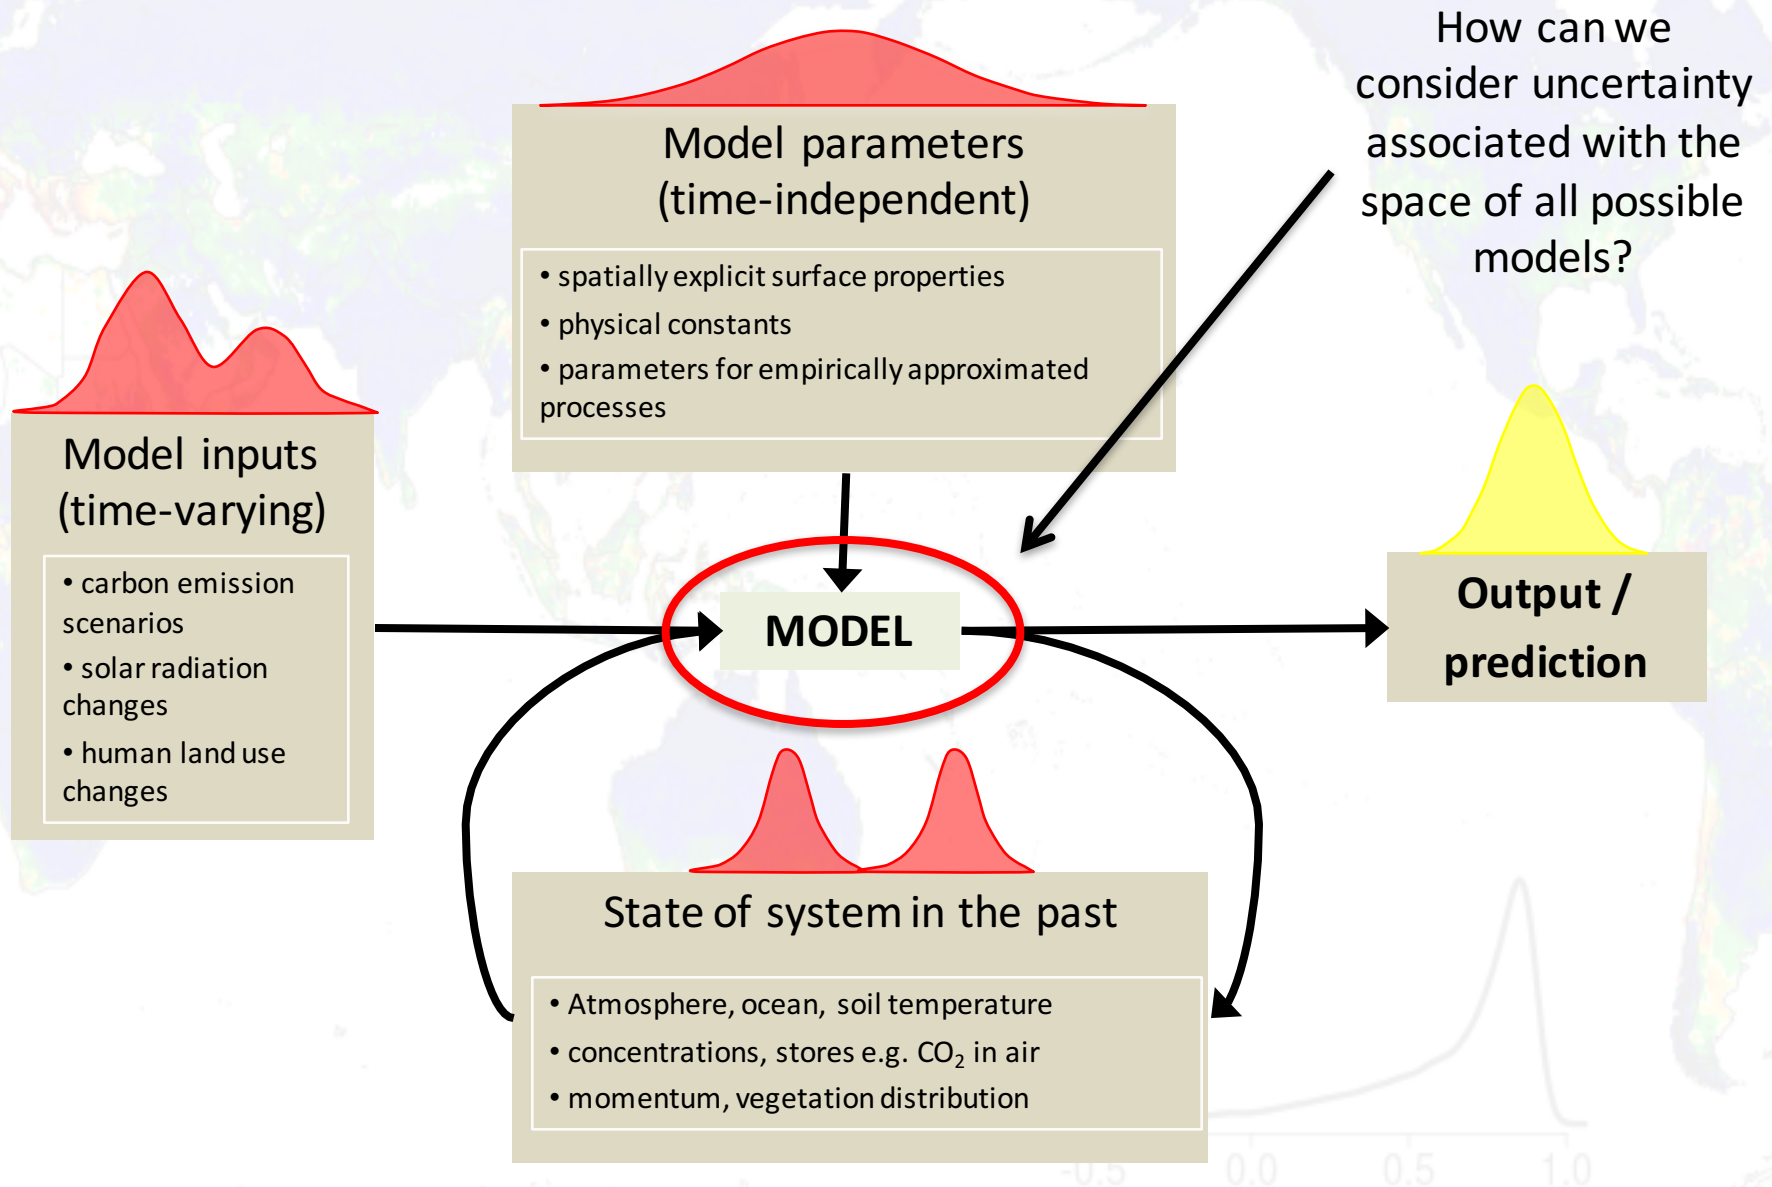 How can we
consider uncertainty
associated with the
space of all possible
models?
Model parameters
(time-independent)
• spatially explicit surface properties
• physical constants
• parameters for empirically approximated
processes
Model inputs
(time-varying)
• carbon emission
scenarios
• solar radiation
changes
• human land use
changes
MODEL
Output /
prediction
State of system in the past
• Atmosphere, ocean, soil temperature
• concentrations, stores e.g. CO₂ in air
• momentum, vegetation distribution
-0.5 0.0 0.5 1.0